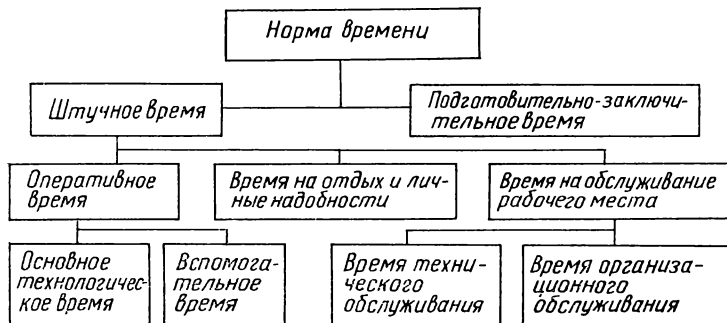 Норма времени
Штучное время
Подготовительно-заключи-
тельное время
Оперативное
время
Время на отдых и лич-
ные надобности
Время на обслуживание
рабочего места
Основное
технологичес-
кое время
Вспомога-
тельное
время
Время техни-
ческого
обслуживания
Время организа-
ционного
обслуживания